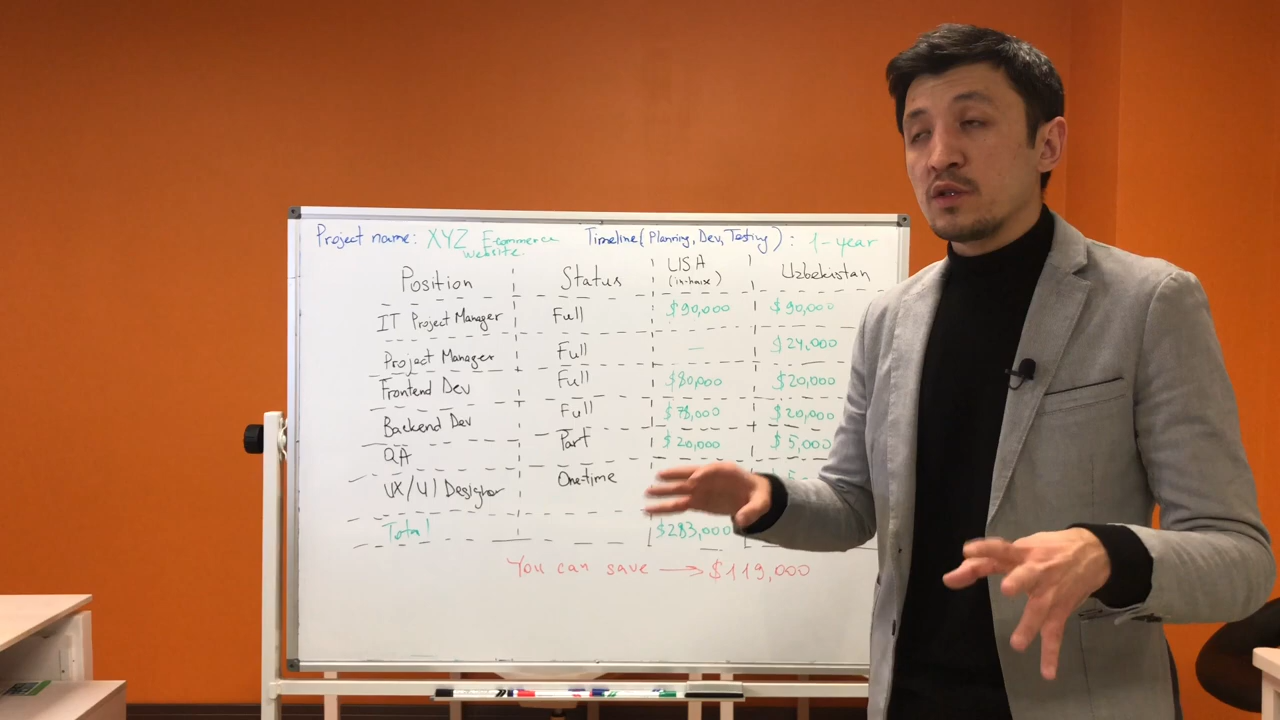 Project name: XYZ Ecommerce website. Timeline (Planning, Dev, Testing): 1-year
Position Status USA (in-house) Uzbekistan
IT Project Manager Full $90,000 $90,000
Project Manager Full — $24,000
Frontend Dev Full $80,000 $20,000
Backend Dev Full $78,000 $20,000
QA Part $20,000 $5,000
UX/UI Designer One-time
Total $283,000
You can save → $119,000